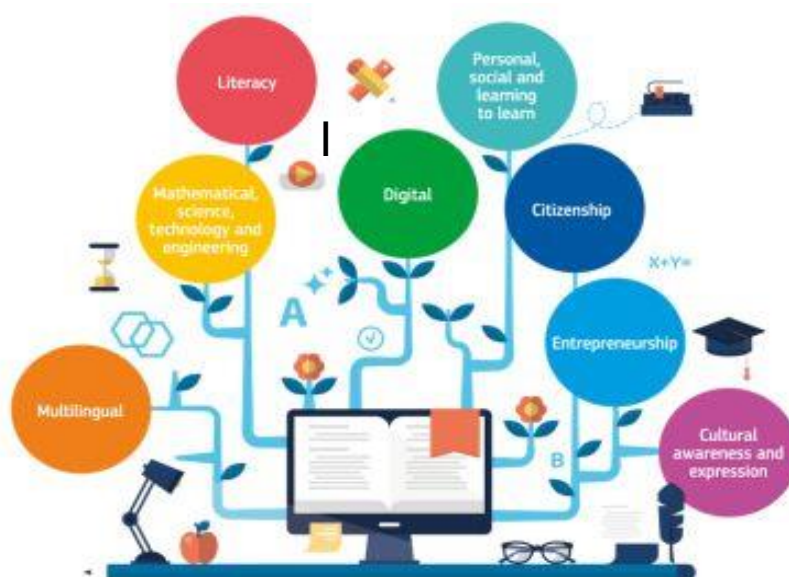 Literacy
Personal,
social and
learning
to learn
Mathematical,
science,
technology and
engineering
Digital
Citizenship
X+Y=
A
Entrepreneurship
Multilingual
Cultural
awareness and
expression
B